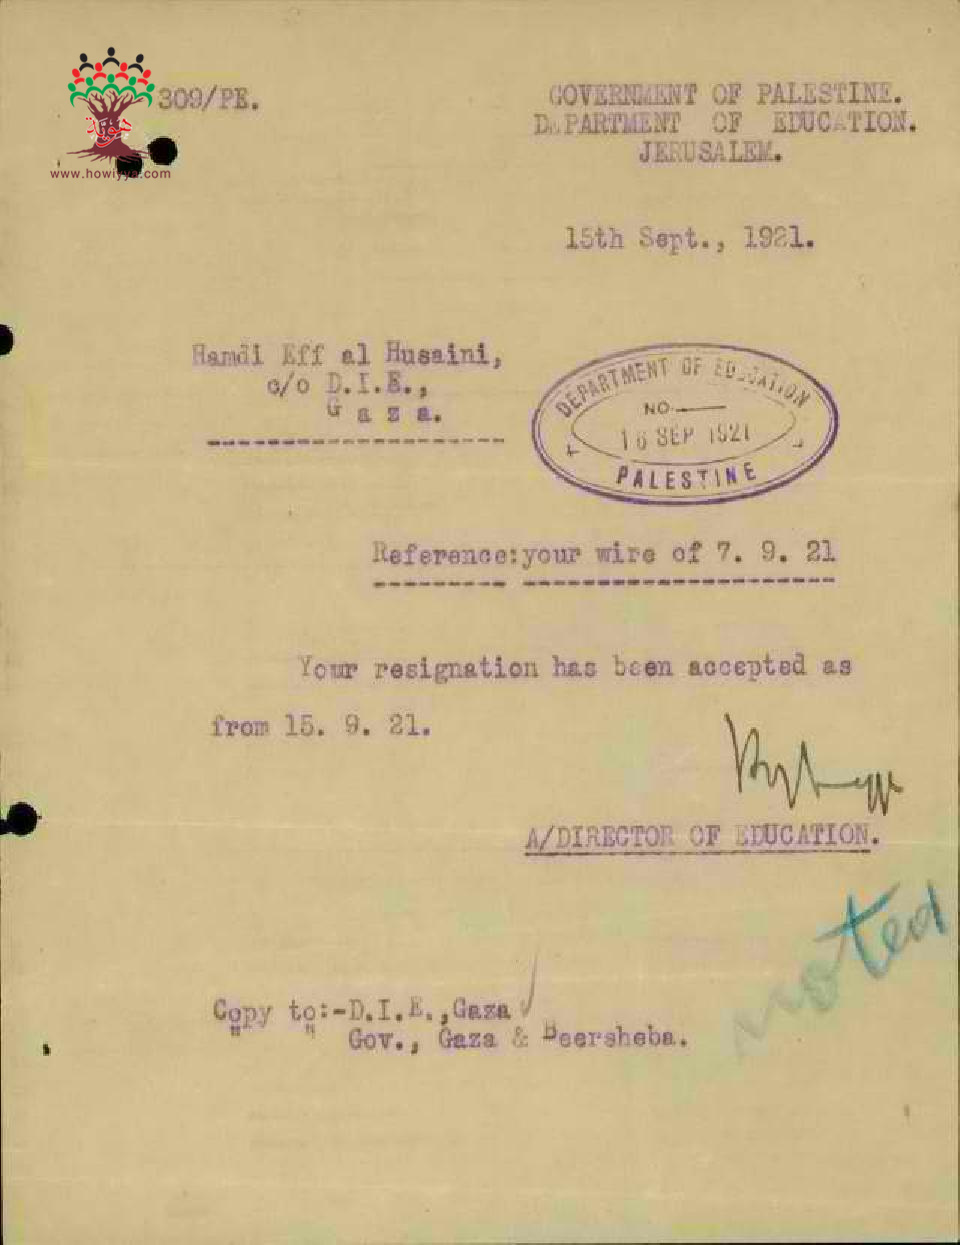 309/PE.
GOVERNMENT OF PALESTINE.
DEPARTMENT OF EDUCATION.
JERUSALEM.
هوية
www.howiyya.com
15th Sept., 1921.
Hamdi Eff al Husaini,
c/o D.I.E.,
G a z a.
DEPARTMENT OF EDUCATION
NO
16 SEP 1921
PALESTINE
Reference:your wire of 7. 9. 21
Your resignation has been accepted as
from 15. 9. 21.
A/DIRECTOR OF EDUCATION.
noted
Copy to:-D.I.E.,Gaza
" " Gov., Gaza & Beersheba.